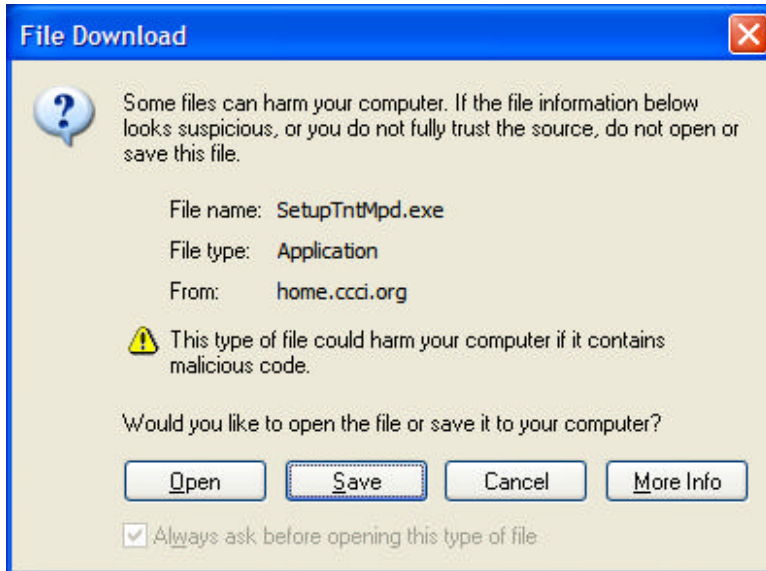 File Download
Some files can harm your computer. If the file information below
looks suspicious, or you do not fully trust the source, do not open or
save this file.
File name: SetupTntMpd.exe
File type: Application
From: home.ccci.org
This type of file could harm your computer if it contains
malicious code.
Would you like to open the file or save it to your computer?
Open Save Cancel More Info
Always ask before opening this type of file